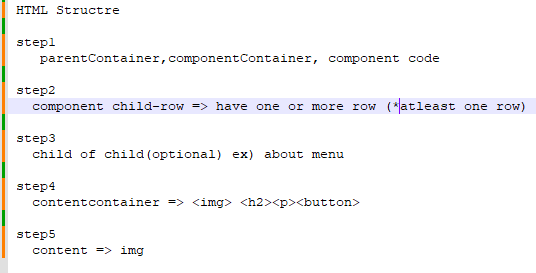 HTML Structre
step1
parentContainer,componentContainer, component code
step2
component child-row => have one or more row (*atleast one row)
step3
child of child(optional) ex) about menu
step4
contentcontainer => <img> <h2><p><button>
step5
content => img